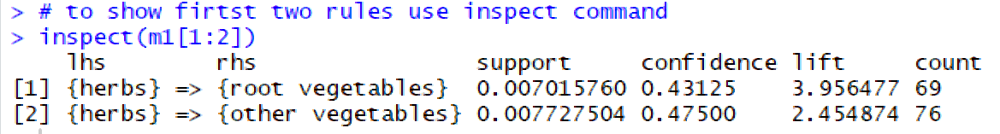 > # to show firtst two rules use inspect command
> inspect(m1[1:2])
    lhs        rhs                support     confidence lift     count
[1] {herbs} => {root vegetables}  0.007015760 0.43125    3.956477 69
[2] {herbs} => {other vegetables} 0.007727504 0.47500    2.454874 76